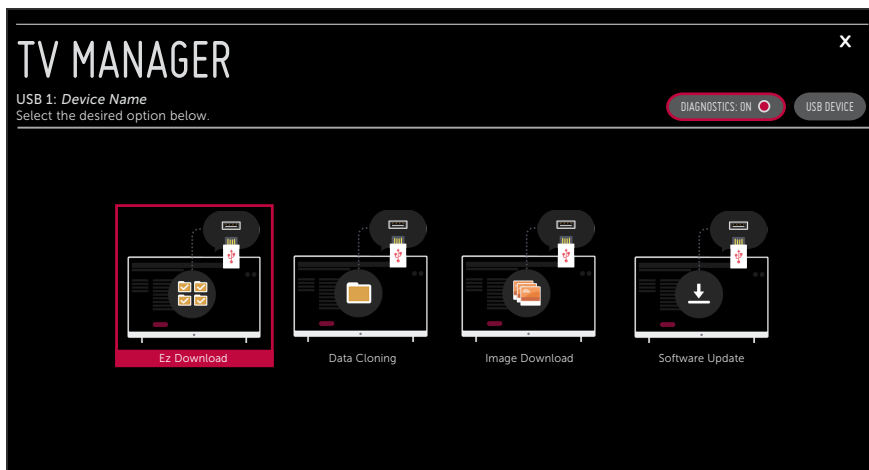 TV MANAGER
X
USB 1: Device Name
Select the desired option below.
DIAGNOSTICS: ON
USB DEVICE
Ez Download
Data Cloning
Image Download
Software Update